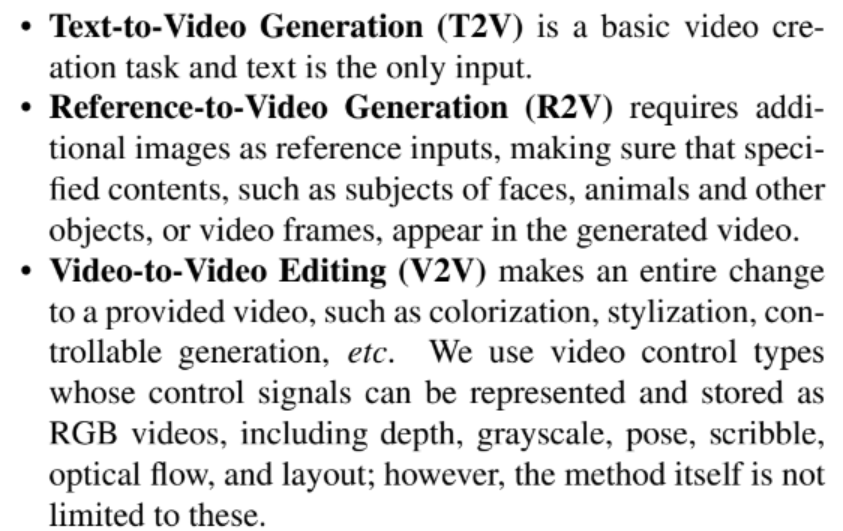 • Text-to-Video Generation (T2V) is a basic video cre-
ation task and text is the only input.
• Reference-to-Video Generation (R2V) requires addi-
tional images as reference inputs, making sure that speci-
fied contents, such as subjects of faces, animals and other
objects, or video frames, appear in the generated video.
• Video-to-Video Editing (V2V) makes an entire change
to a provided video, such as colorization, stylization, con-
trollable generation, etc. We use video control types
whose control signals can be represented and stored as
RGB videos, including depth, grayscale, pose, scribble,
optical flow, and layout; however, the method itself is not
limited to these.